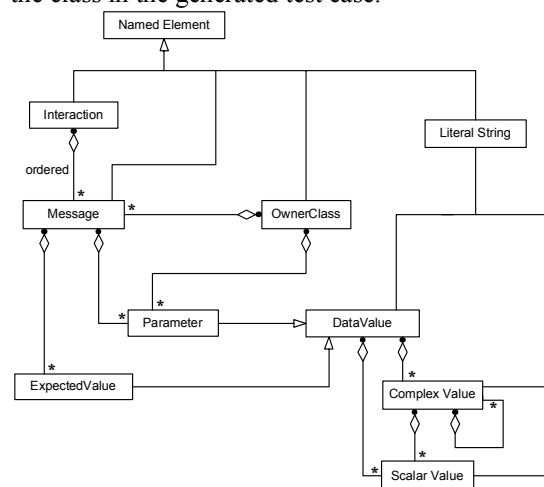 the class in the generated test case.
Named Element
Interaction
Literal String
ordered
*
Message
*
OwnerClass
*
*
Parameter
DataValue
*
ExpectedValue
*
Complex Value
*
*
*
Scalar Value